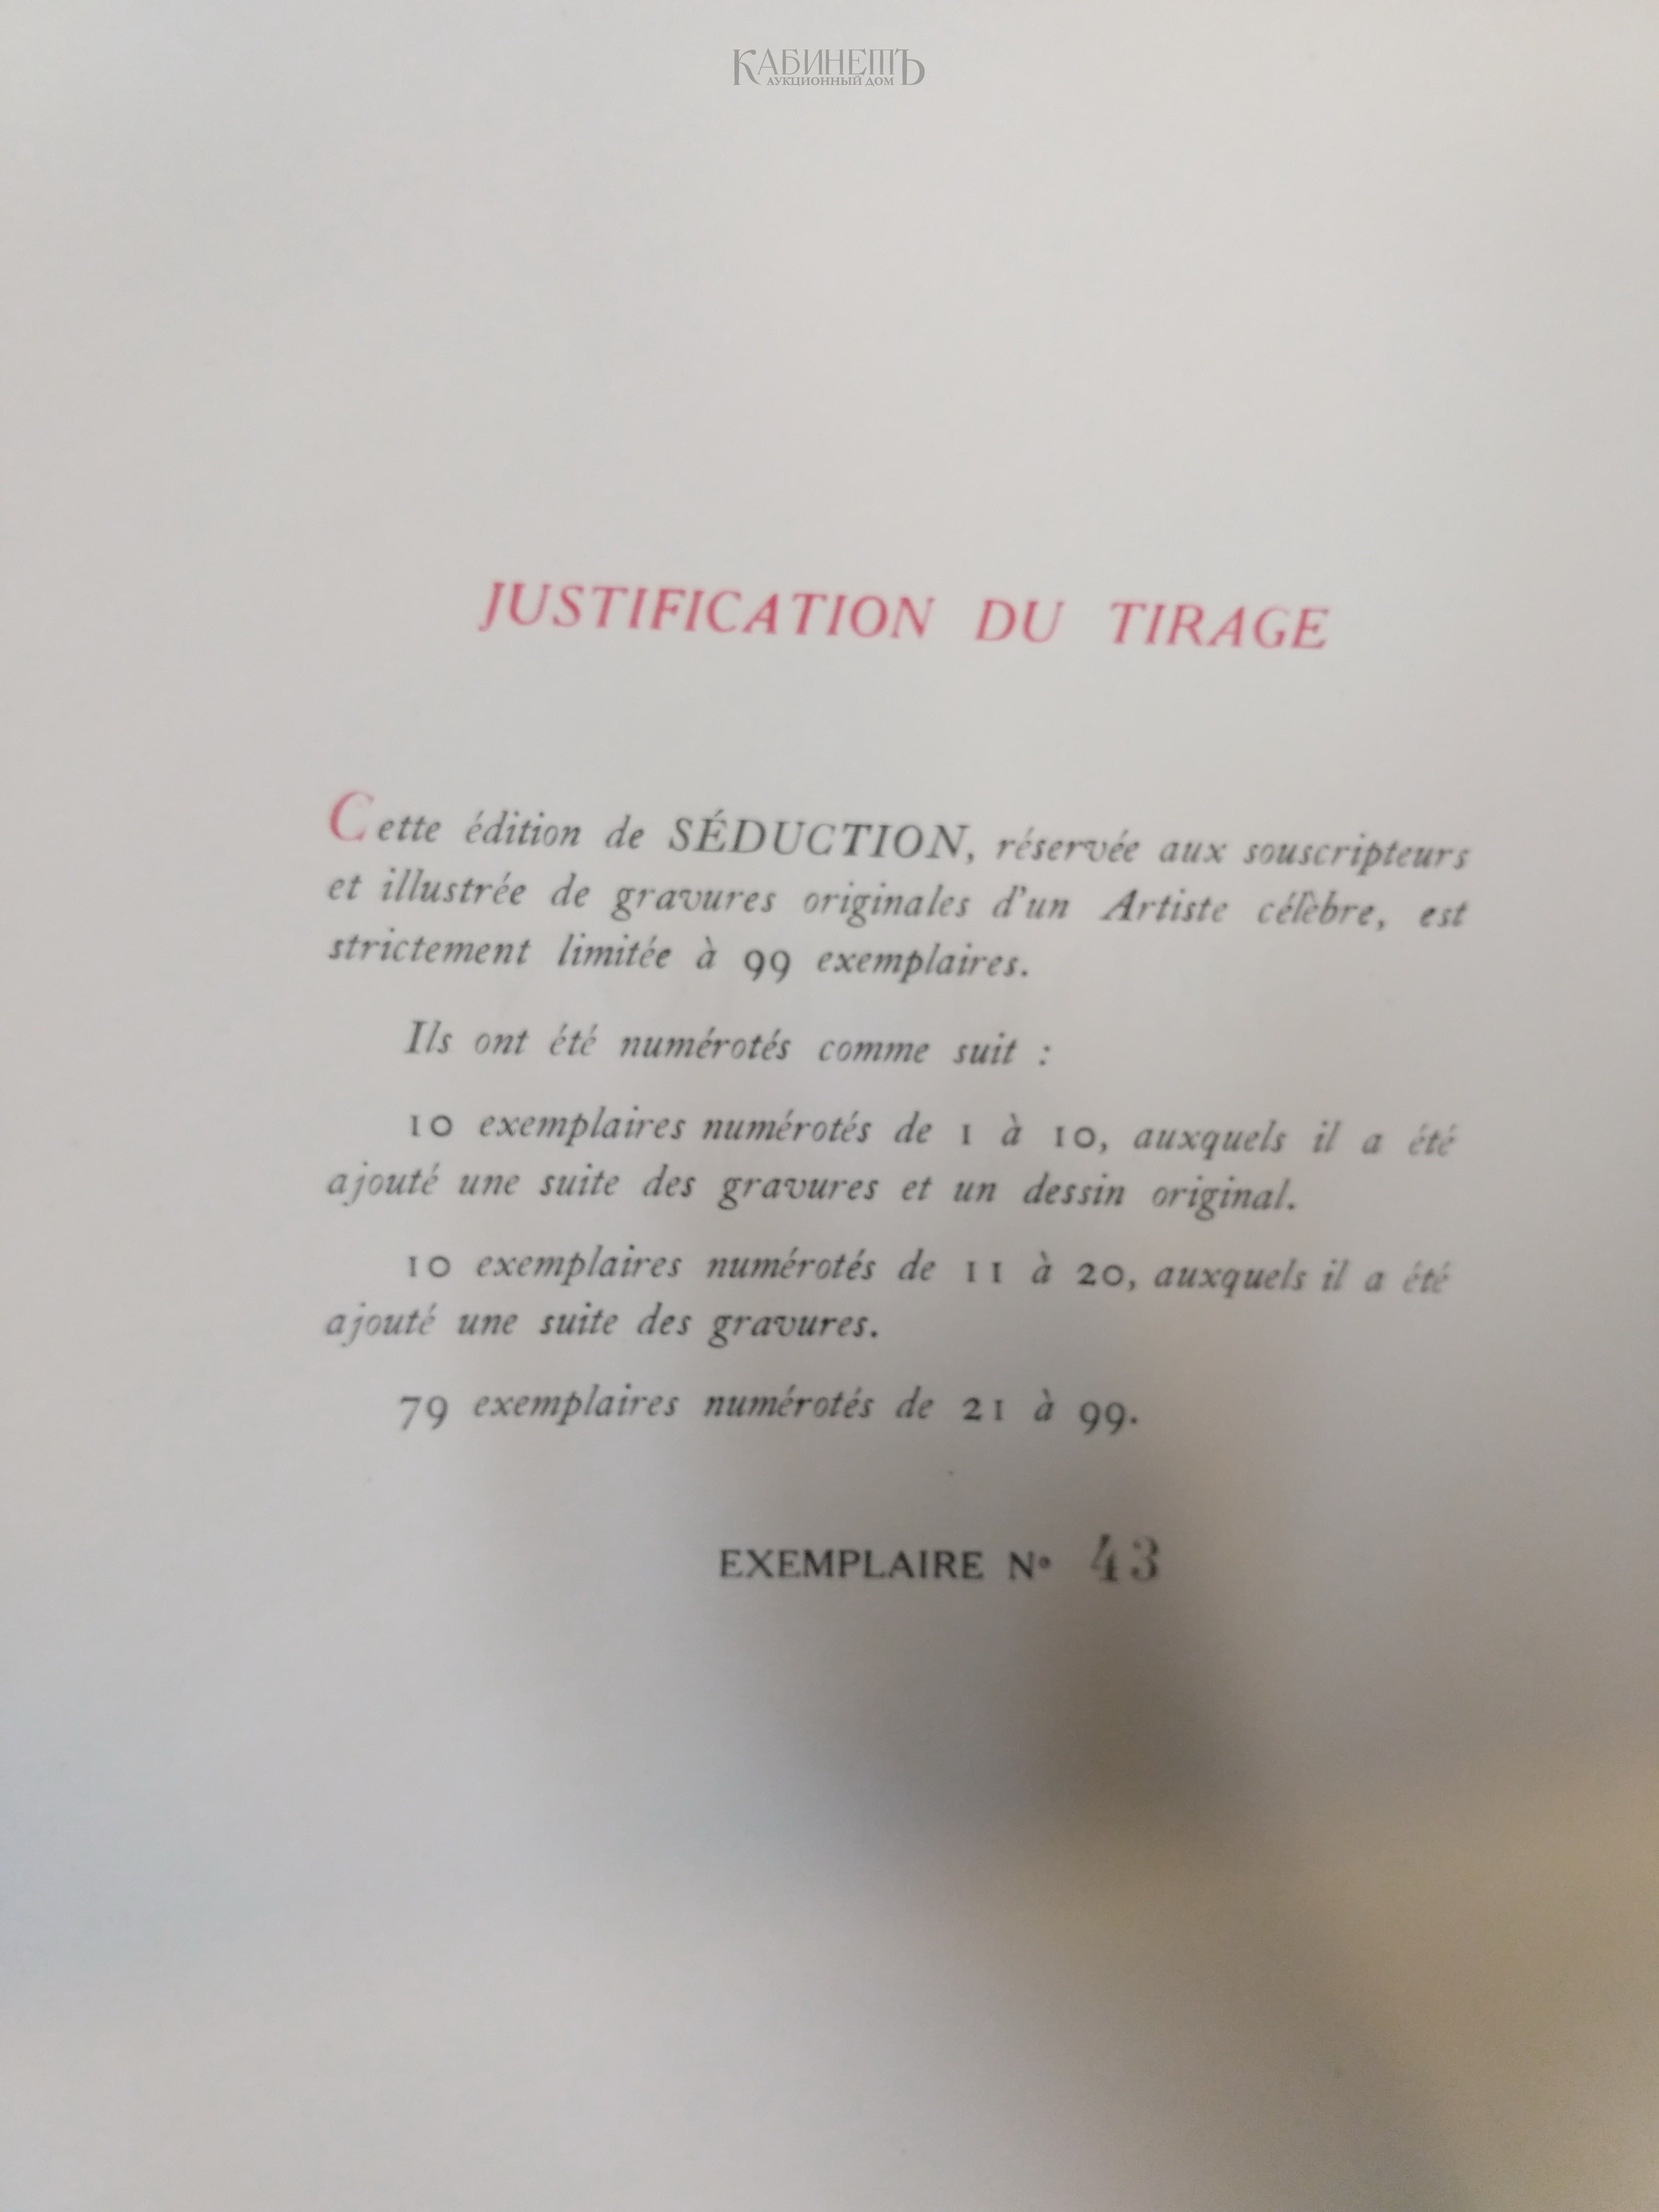 КАБИНЕТЪ
АУКЦИОННЫЙ ДОМ
JUSTIFICATION DU TIRAGE
Cette édition de SÉDUCTION, réservée aux souscripteurs
et illustrée de gravures originales d'un Artiste célèbre, est
strictement limitée à 99 exemplaires.
Ils ont été numérotés comme suit :
10 exemplaires numérotés de 1 à 10, auxquels il a été
ajouté une suite des gravures et un dessin original.
10 exemplaires numérotés de 11 à 20, auxquels il a été
ajouté une suite des gravures.
79 exemplaires numérotés de 21 à 99.
EXEMPLAIRE N° 43